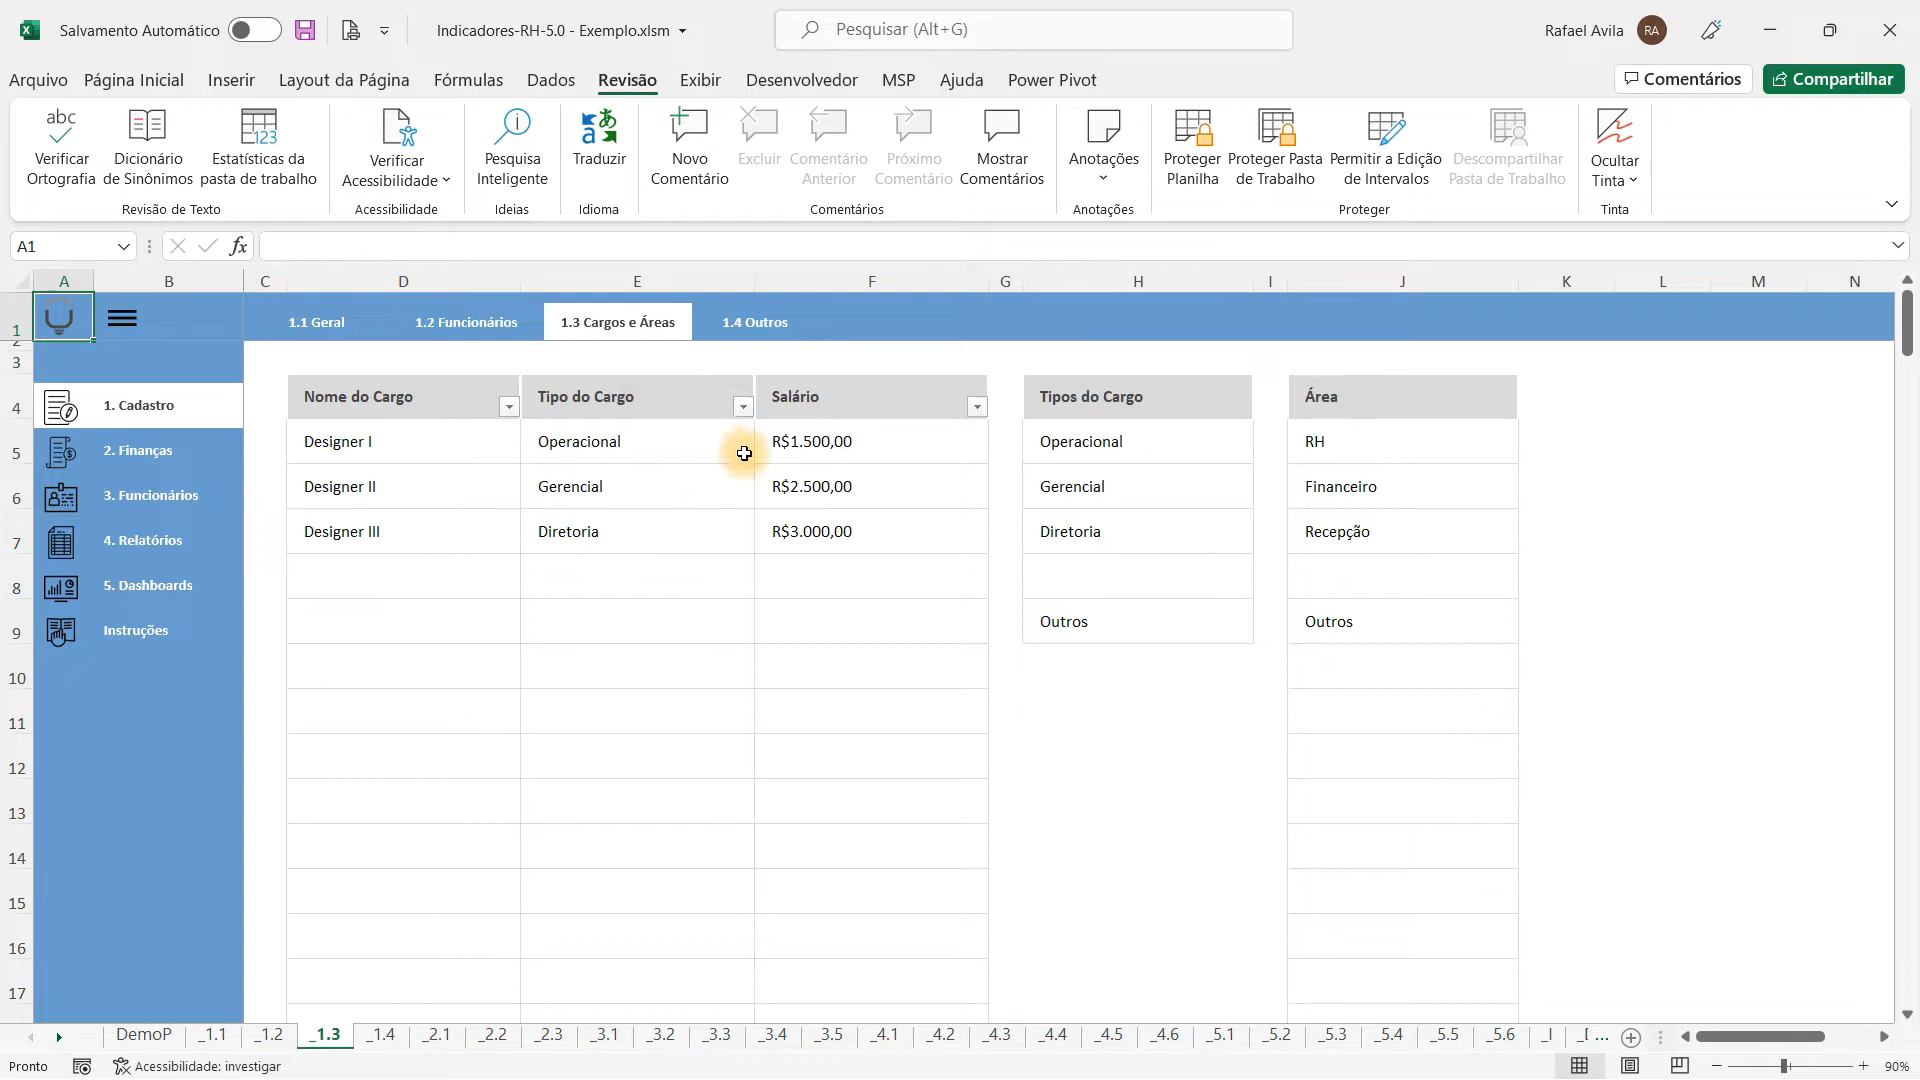 Salvamento Automático
Indicadores-RH-5.0 - Exemplo.xlsm
Pesquisar (Alt+G)
Rafael Avila
RA
Arquivo
Página Inicial
Inserir
Layout da Página
Fórmulas
Dados
Revisão
Exibir
Desenvolvedor
MSP
Ajuda
Power Pivot
Comentários
Compartilhar
Verificar
Ortografia
Dicionário
de Sinônimos
Estatísticas da
pasta de trabalho
Verificar
Acessibilidade
Pesquisa
Inteligente
Traduzir
Novo
Comentário
Excluir
Comentário
Anterior
Próximo
Comentário
Mostrar
Comentários
Anotações
Proteger
Planilha
Proteger Pasta
de Trabalho
Permitir a Edição
de Intervalos
Descompartilhar
Pasta de Trabalho
Ocultar
Tinta
Revisão de Texto
Acessibilidade
Ideias
Idioma
Comentários
Anotações
Proteger
Tinta
A1
fx
A B C D E F G H I J K L M N
1
1.1 Geral
1.2 Funcionários
1.3 Cargos e Áreas
1.4 Outros
2
3
4
1. Cadastro
Nome do Cargo
Tipo do Cargo
Salário
Tipos do Cargo
Área
5
2. Finanças
Designer I
Operacional
R$1.500,00
Operacional
RH
6
3. Funcionários
Designer II
Gerencial
R$2.500,00
Gerencial
Financeiro
7
4. Relatórios
Designer III
Diretoria
R$3.000,00
Diretoria
Recepção
8
5. Dashboards
9
Instruções
Outros
Outros
10
11
12
13
14
15
16
17
DemoP
_1.1
_1.2
_1.3
_1.4
_2.1
_2.2
_2.3
_3.1
_3.2
_3.3
_3.4
_3.5
_4.1
_4.2
_4.3
_4.4
_4.5
_4.6
_5.1
_5.2
_5.3
_5.4
_5.5
_5.6
_I
...
Pronto
Acessibilidade: investigar
90%